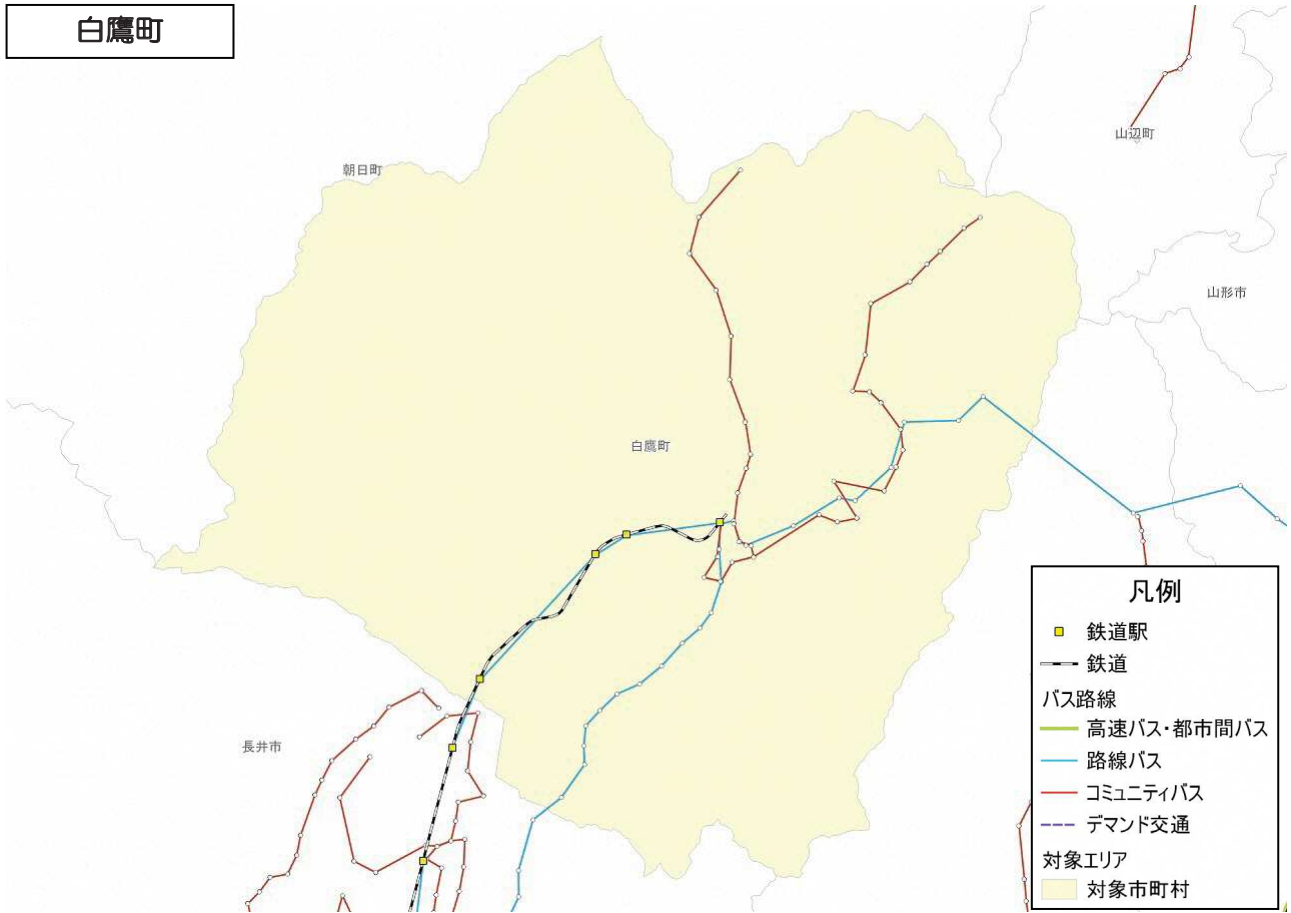 白鷹町
山辺町
朝日町
山形市
白鷹町
長井市
凡例
鉄道駅
鉄道
バス路線
高速バス・都市間バス
路線バス
コミュニティバス
デマンド交通
対象エリア
対象市町村